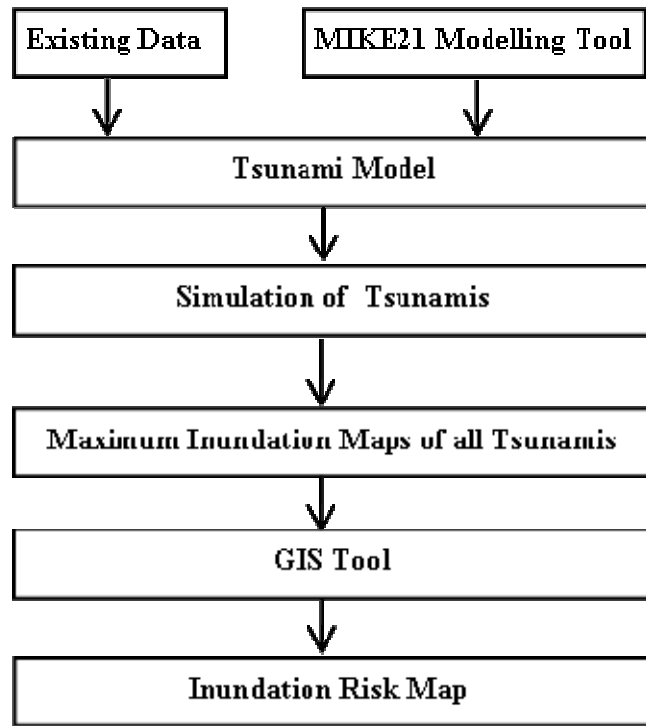 Existing Data
MIKE21 Modelling Tool
Tsunami Model
Simulation of Tsunamis
Maximum Inundation Maps of all Tsunamis
GIS Tool
Inundation Risk Map